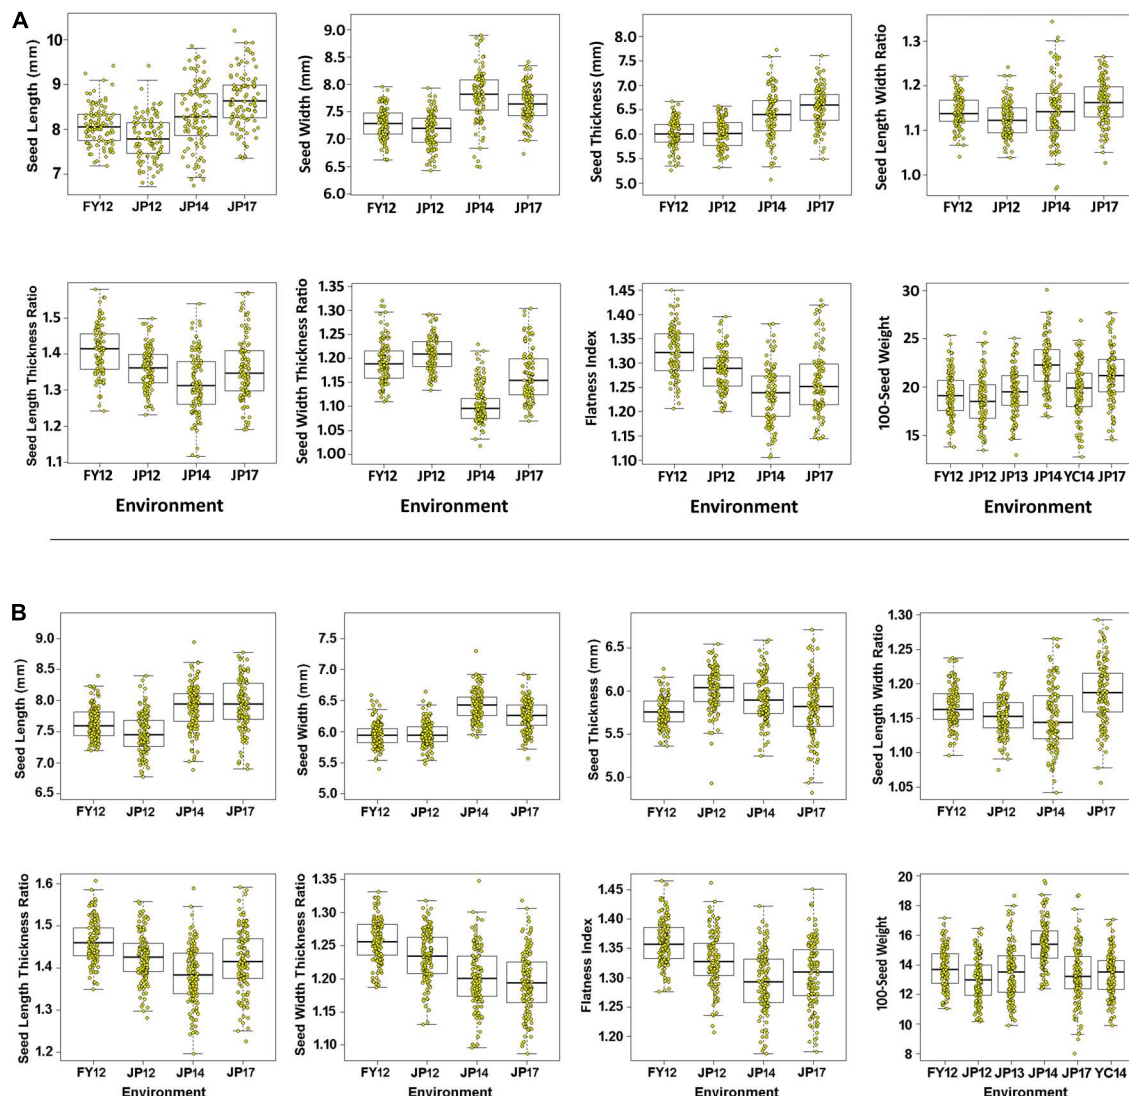 A
Seed Length (mm)
10
9
8
7
FY12 JP12 JP14 JP17
Seed Width (mm)
9.0
8.5
8.0
7.5
7.0
6.5
6.0
FY12 JP12 JP14 JP17
Seed Thickness (mm)
8.0
7.5
7.0
6.5
6.0
5.5
5.0
FY12 JP12 JP14 JP17
Seed Length Width Ratio
1.3
1.2
1.1
1.0
FY12 JP12 JP14 JP17
Seed Length Thickness Ratio
1.5
1.4
1.3
1.2
1.1
FY12 JP12 JP14 JP17
Environment
Seed Width Thickness Ratio
1.35
1.30
1.20
1.15
1.10
1.00
FY12 JP12 JP14 JP17
Environment
Flatness Index
1.45
1.40
1.30
1.25
1.20
1.15
1.10
FY12 JP12 JP14 JP17
Environment
100-Seed Weight
30
25
20
15
FY12 JP12 JP13 JP14 YC14 JP17
Environment
B
Seed Length (mm)
9.0
8.5
8.0
7.5
7.0
6.5
FY12 JP12 JP14 JP17
Seed Width (mm)
7.5
7.0
6.5
6.0
5.5
5.0
FY12 JP12 JP14 JP17
Seed Thickness (mm)
6.5
6.0
5.5
5.0
FY12 JP12 JP14 JP17
Seed Length Width Ratio
1.30
1.25
1.20
1.15
1.10
1.05
FY12 JP12 JP14 JP17
Seed Length Thickness Ratio
1.6
1.5
1.4
1.3
1.2
FY12 JP12 JP14 JP17
Environment
Seed Width Thickness Ratio
1.35
1.30
1.25
1.20
1.10
FY12 JP12 JP14 JP17
Environment
Flatness Index
1.45
1.40
1.35
1.30
1.25
1.20
FY12 JP12 JP14 JP17
Environment
100-Seed Weight
20
18
16
14
12
10
8
FY12 JP12 JP13 JP14 JP17 YC14
Environment